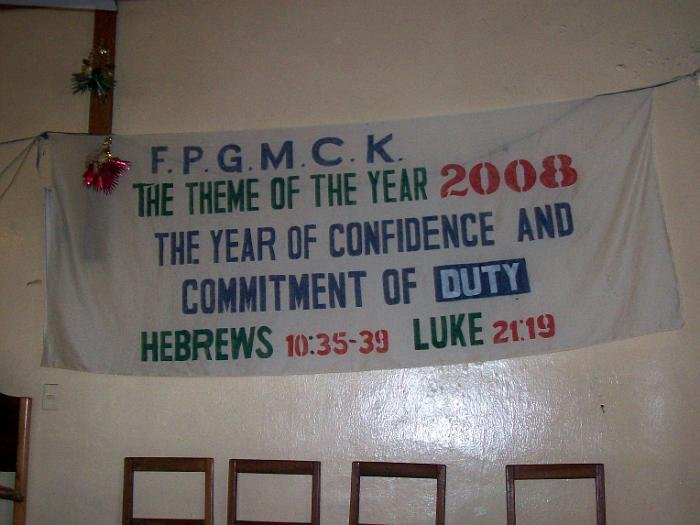 F.P.G.M.C.K.
THE THEME OF THE YEAR 2008
THE YEAR OF CONFIDENCE AND
COMMITMENT OF DUTY
HEBREWS 10:35-39 LUKE 21:19